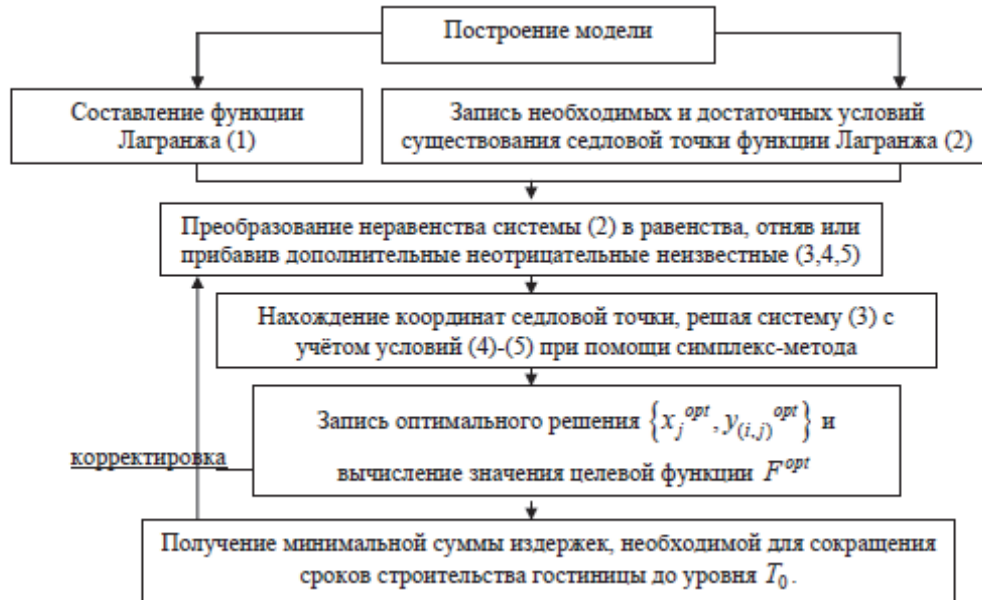 Построение модели
Составление функции
Лагранжа (1)
Запись необходимых и достаточных условий
существования седловой точки функции Лагранжа (2)
Преобразование неравенства системы (2) в равенства, отняв или
прибавив дополнительные неотрицательные неизвестные (3,4,5)
Нахождение координат седловой точки, решая систему (3) с
учётом условий (4)-(5) при помощи симплекс-метода
Запись оптимального решения {x_j^{opt}, y_{(i,j)}^{opt}} и
вычисление значения целевой функции F^{opt}
корректировка
Получение минимальной суммы издержек, необходимой для сокращения
сроков строительства гостиницы до уровня T_0.